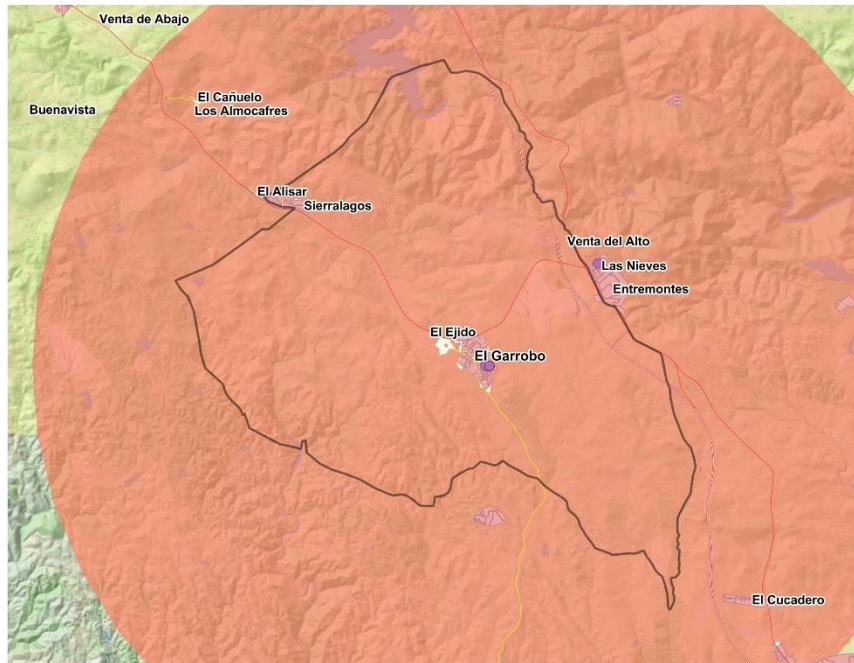 Venta de Abajo
El Cañuelo
Los Almocafres
Buenavista
El Alisar
Sierralagos
Venta del Alto
Las Nieves
Entremontes
El Ejido
El Garrobo
El Cucadero